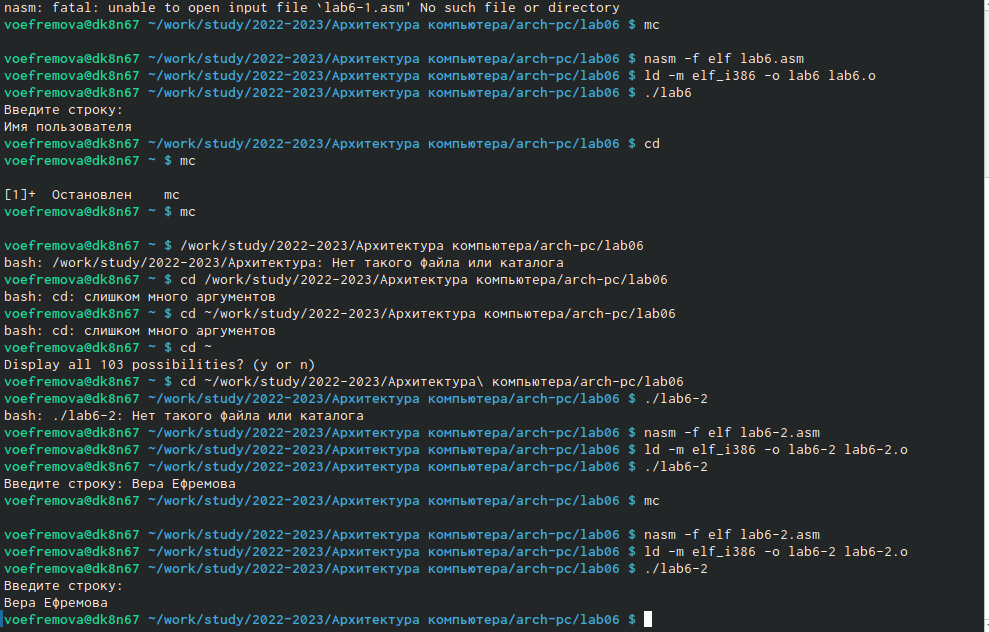 nasm: fatal: unable to open input file `lab6-1.asm' No such file or directory
voefremova@dk8n67 ~/work/study/2022-2023/Архитектура компьютера/arch-pc/lab06 $ mc
voefremova@dk8n67 ~/work/study/2022-2023/Архитектура компьютера/arch-pc/lab06 $ nasm -f elf lab6.asm
voefremova@dk8n67 ~/work/study/2022-2023/Архитектура компьютера/arch-pc/lab06 $ ld -m elf_i386 -o lab6 lab6.o
voefremova@dk8n67 ~/work/study/2022-2023/Архитектура компьютера/arch-pc/lab06 $ ./lab6
Введите строку:
Имя пользователя
voefremova@dk8n67 ~/work/study/2022-2023/Архитектура компьютера/arch-pc/lab06 $ cd
voefremova@dk8n67 ~ $ mc
[1]+  Остановлен    mc
voefremova@dk8n67 ~ $ mc
voefremova@dk8n67 ~ $ /work/study/2022-2023/Архитектура компьютера/arch-pc/lab06
bash: /work/study/2022-2023/Архитектура: Нет такого файла или каталога
voefremova@dk8n67 ~ $ cd /work/study/2022-2023/Архитектура компьютера/arch-pc/lab06
bash: cd: слишком много аргументов
voefremova@dk8n67 ~ $ cd ~/work/study/2022-2023/Архитектура компьютера/arch-pc/lab06
bash: cd: слишком много аргументов
voefremova@dk8n67 ~ $ cd ~
Display all 103 possibilities? (y or n)
voefremova@dk8n67 ~ $ cd ~/work/study/2022-2023/Архитектура\ компьютера/arch-pc/lab06
voefremova@dk8n67 ~/work/study/2022-2023/Архитектура компьютера/arch-pc/lab06 $ ./lab6-2
bash: ./lab6-2: Нет такого файла или каталога
voefremova@dk8n67 ~/work/study/2022-2023/Архитектура компьютера/arch-pc/lab06 $ nasm -f elf lab6-2.asm
voefremova@dk8n67 ~/work/study/2022-2023/Архитектура компьютера/arch-pc/lab06 $ ld -m elf_i386 -o lab6-2 lab6-2.o
voefremova@dk8n67 ~/work/study/2022-2023/Архитектура компьютера/arch-pc/lab06 $ ./lab6-2
Введите строку: Вера Ефремова
voefremova@dk8n67 ~/work/study/2022-2023/Архитектура компьютера/arch-pc/lab06 $ mc
voefremova@dk8n67 ~/work/study/2022-2023/Архитектура компьютера/arch-pc/lab06 $ nasm -f elf lab6-2.asm
voefremova@dk8n67 ~/work/study/2022-2023/Архитектура компьютера/arch-pc/lab06 $ ld -m elf_i386 -o lab6-2 lab6-2.o
voefremova@dk8n67 ~/work/study/2022-2023/Архитектура компьютера/arch-pc/lab06 $ ./lab6-2
Введите строку:
Вера Ефремова
voefremova@dk8n67 ~/work/study/2022-2023/Архитектура компьютера/arch-pc/lab06 $